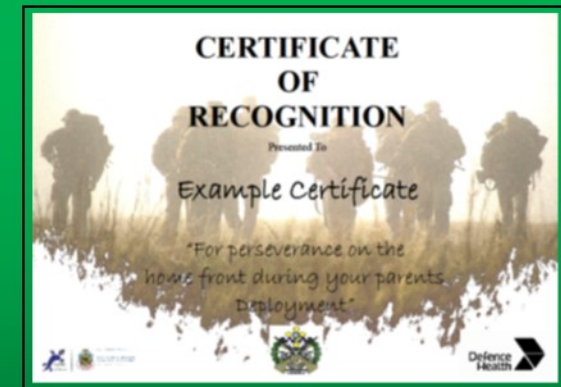 CERTIFICATE
OF
RECOGNITION
Presented To
Example Certificate
"For perseverance on the
home front during your parents
Deployment"
Defence
Health